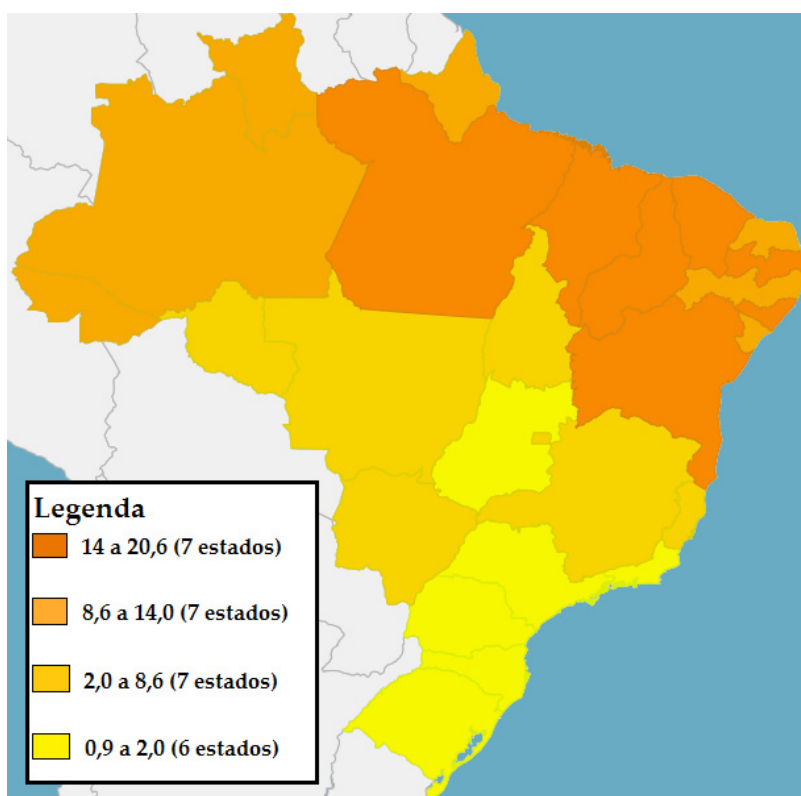 Legenda
14 a 20,6 (7 estados)
8,6 a 14,0 (7 estados)
2,0 a 8,6 (7 estados)
0,9 a 2,0 (6 estados)